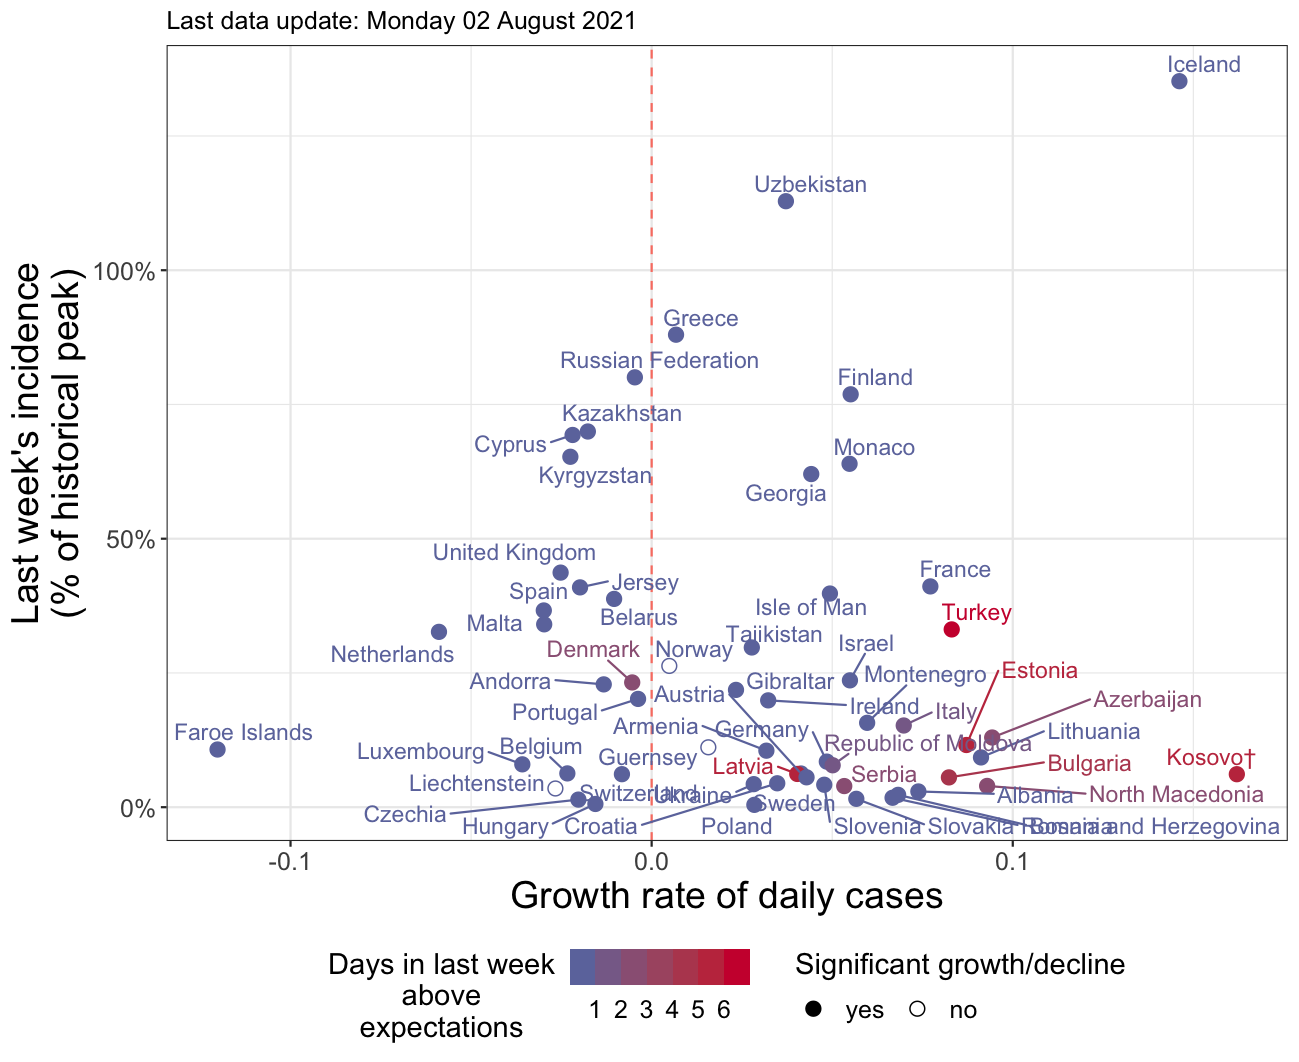 Last data update: Monday 02 August 2021
Iceland
Uzbekistan
100%
Greece
Russian Federation
Finland
Kazakhstan
Cyprus
Monaco
Kyrgyzstan
Georgia
50%
United Kingdom
France
Jersey
Spain
Isle of Man
Turkey
Belarus
Malta
Tajikistan
Israel
Netherlands
Denmark
Norway
Estonia
Montenegro
Andorra
Gibraltar
Austria
Azerbaijan
Ireland
Portugal
Italy
Armenia
Germany
Faroe Islands
Lithuania
Republic of Moldova
Belgium
Luxembourg
Guernsey
Kosovo†
Latvia
Bulgaria
Serbia
Liechtenstein
Switzerland
Ukraine
Albania
North Macedonia
Sweden
0%
Czechia
Hungary
Croatia
Poland
Slovenia
Slovakia
Romania
Bosnia and Herzegovina
-0.1
0.0
0.1
Last week's incidence
(% of historical peak)
Growth rate of daily cases
Days in last week
above
expectations
1 2 3 4 5 6
Significant growth/decline
yes
no